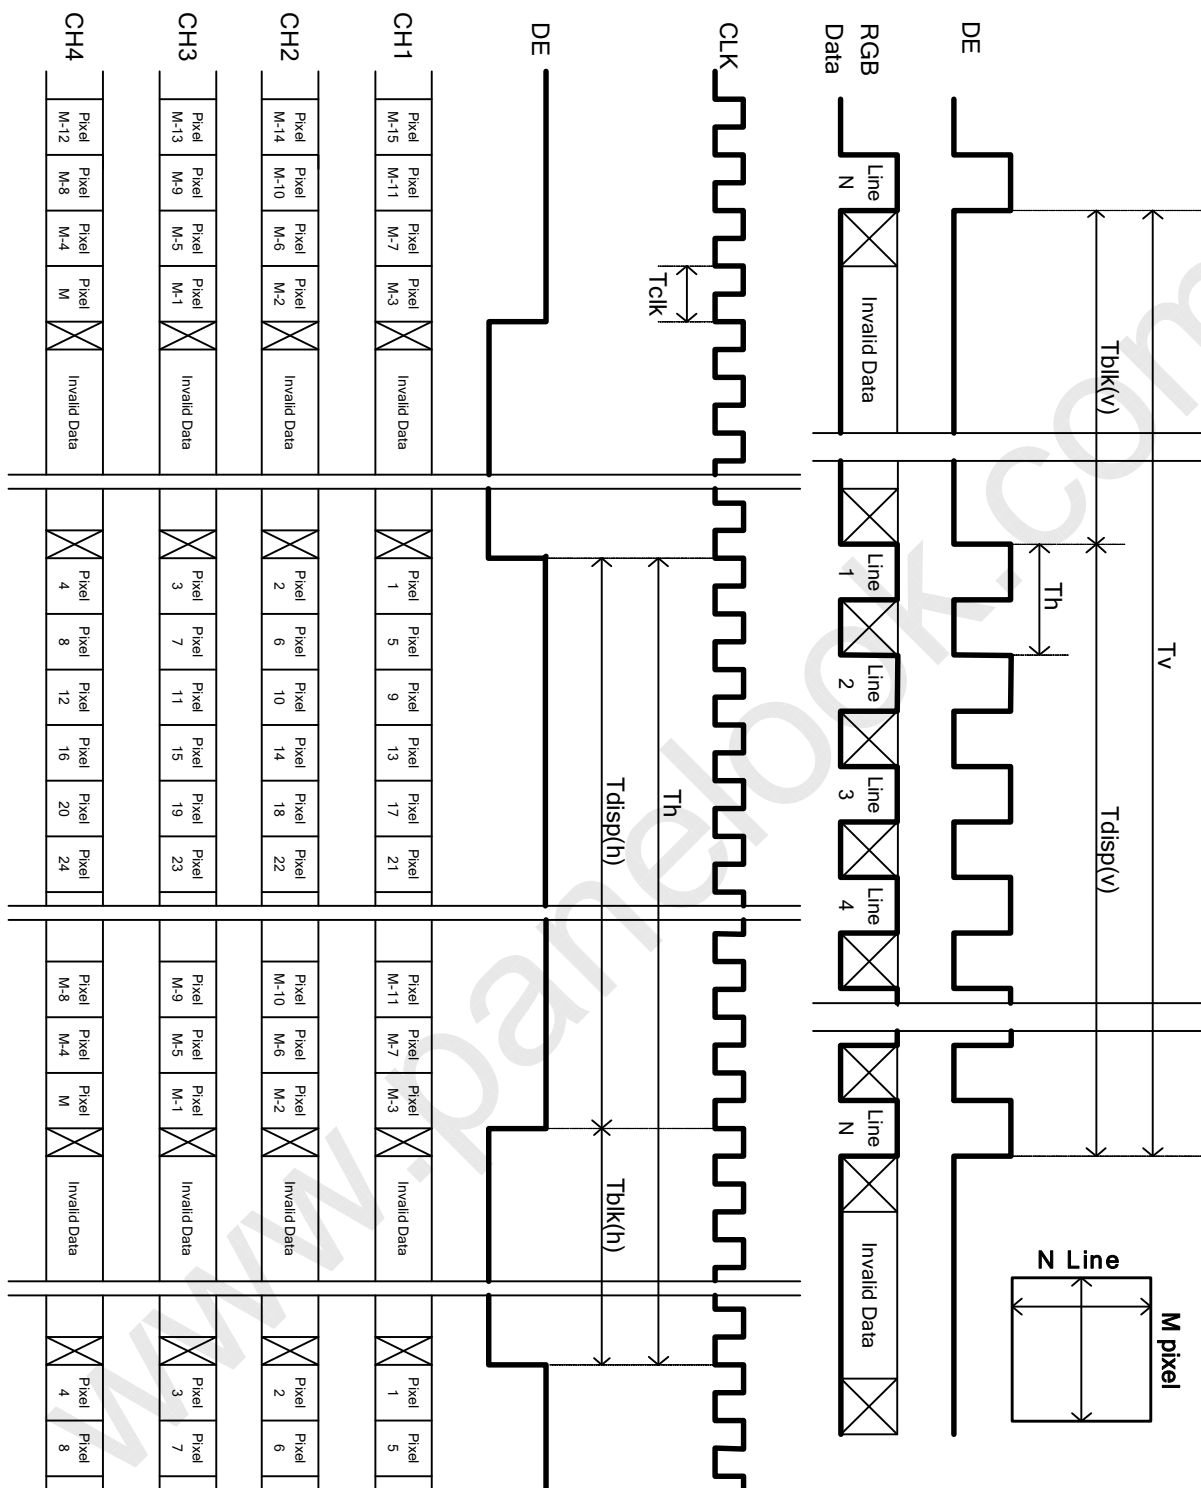 DE
RGB
Data
Line N
Invalid Data
Line 1
Line 2
Line 3
Line 4
Line N
Invalid Data
Tv
Tblk(v)
Tdisp(v)
Th
N Line
M pixel
CLK
Tclk
Th
Tdisp(h)
Tblk(h)
DE
CH1
Pixel M-15
Pixel M-11
Pixel M-7
Pixel M-3
Invalid Data
Pixel 1
Pixel 5
Pixel 9
Pixel 13
Pixel 17
Pixel 21
Pixel M-11
Pixel M-7
Pixel M-3
Invalid Data
Pixel 1
Pixel 5
CH2
Pixel M-14
Pixel M-10
Pixel M-6
Pixel M-2
Invalid Data
Pixel 2
Pixel 6
Pixel 10
Pixel 14
Pixel 18
Pixel 22
Pixel M-10
Pixel M-6
Pixel M-2
Invalid Data
Pixel 2
Pixel 6
CH3
Pixel M-13
Pixel M-9
Pixel M-5
Pixel M-1
Invalid Data
Pixel 3
Pixel 7
Pixel 11
Pixel 15
Pixel 19
Pixel 23
Pixel M-9
Pixel M-5
Pixel M-1
Invalid Data
Pixel 3
Pixel 7
CH4
Pixel M-12
Pixel M-8
Pixel M-4
Pixel M
Invalid Data
Pixel 4
Pixel 8
Pixel 12
Pixel 16
Pixel 20
Pixel 24
Pixel M-8
Pixel M-4
Pixel M
Invalid Data
Pixel 4
Pixel 8
www.panelook.com